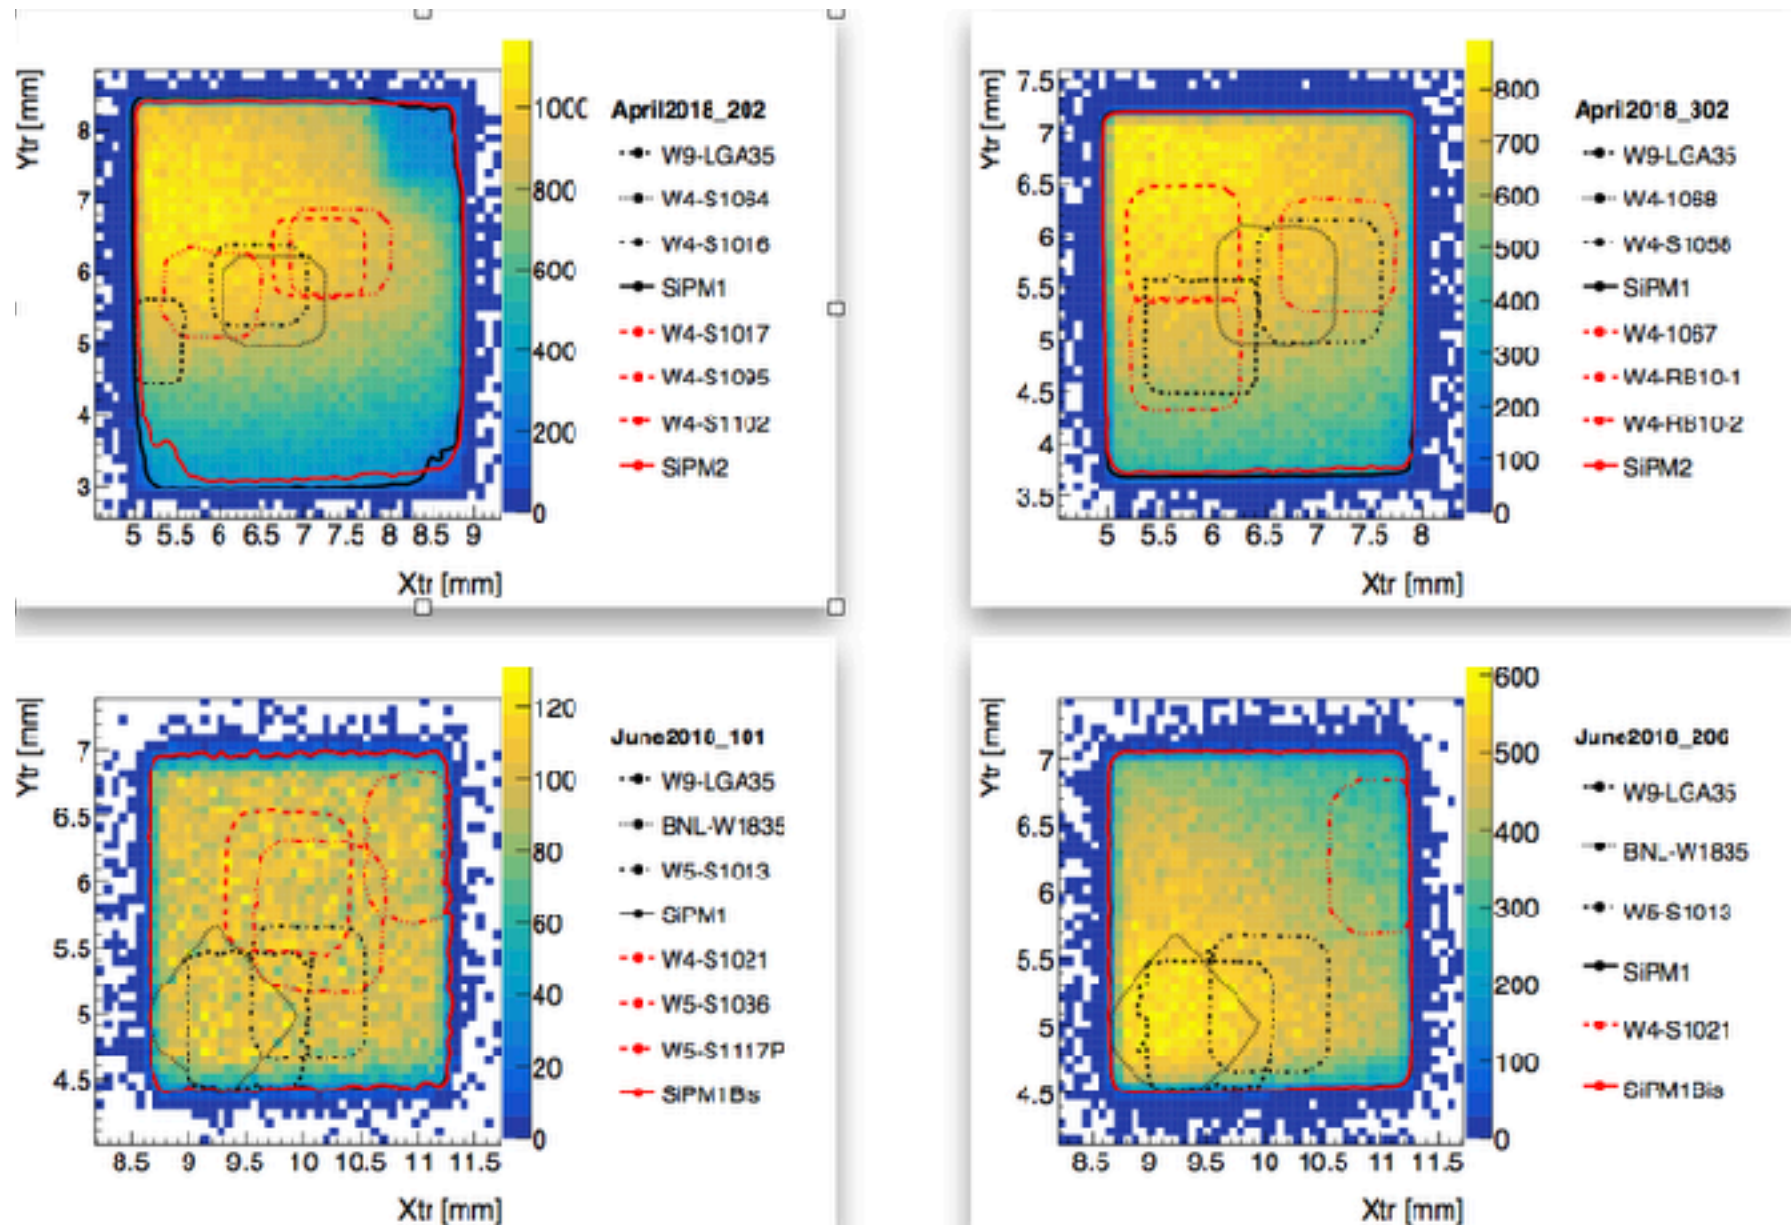 April2018_202
W9-LGA35
W4-S1064
W4-S1016
SiPM1
W4-S1017
W4-S1095
W4-S1102
SiPM2
Ytr [mm]
8
7
6
5
4
3
5 5.5 6 6.5 7 7.5 8 8.5 9
Xtr [mm]
1000
800
600
400
200
0
April2018_302
W9-LGA35
W4-1068
W4-S1058
SiPM1
W4-1067
W4-RB10-1
W4-RB10-2
SiPM2
Ytr [mm]
7.5
7
6.5
6
5.5
5
4.5
4
3.5
5 5.5 6 6.5 7 7.5 8
Xtr [mm]
800
700
600
500
400
300
200
100
0
June2018_101
W9-LGA35
BNL-W1835
W5-S1013
SiPM1
W4-S1021
W5-S1036
W5-S1117P
SiPM1Bis
Ytr [mm]
7
6.5
6
5.5
5
4.5
8.5 9 9.5 10 10.5 11 11.5
Xtr [mm]
120
100
80
60
40
20
0
June2018_206
W9-LGA35
BNL-W1835
W5-S1013
SiPM1
W4-S1021
SiPM1Bis
Ytr [mm]
7
6.5
6
5.5
5
4.5
8.5 9 9.5 10 10.5 11 11.5
Xtr [mm]
600
500
400
300
200
100
0